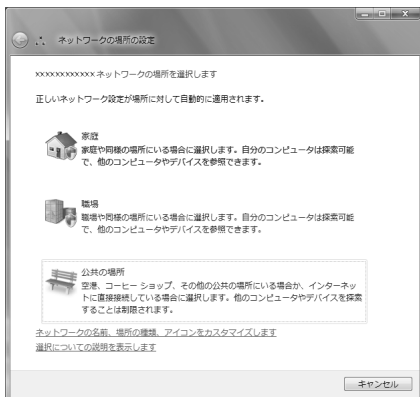 ネットワークの場所の設定
xxxxxxxxxxxx ネットワークの場所を選択します
正しいネットワーク設定が場所に対して自動的に適用されます。
家庭
家庭や同様の場所にいる場合に選択します。自分のコンピュータは探索可能
で、他のコンピュータやデバイスを参照できます。
職場
職場や同様の場所にいる場合に選択します。自分のコンピュータは探索可能
で、他のコンピュータやデバイスを参照できます。
公共の場所
空港、コーヒー ショップ、その他の公共の場所にいる場合か、インターネッ
トに直接接続している場合に選択します。他のコンピュータやデバイスを探索
することは制限されます。
ネットワークの名前、場所の種類、アイコンをカスタマイズします
選択についての説明を表示します
キャンセル